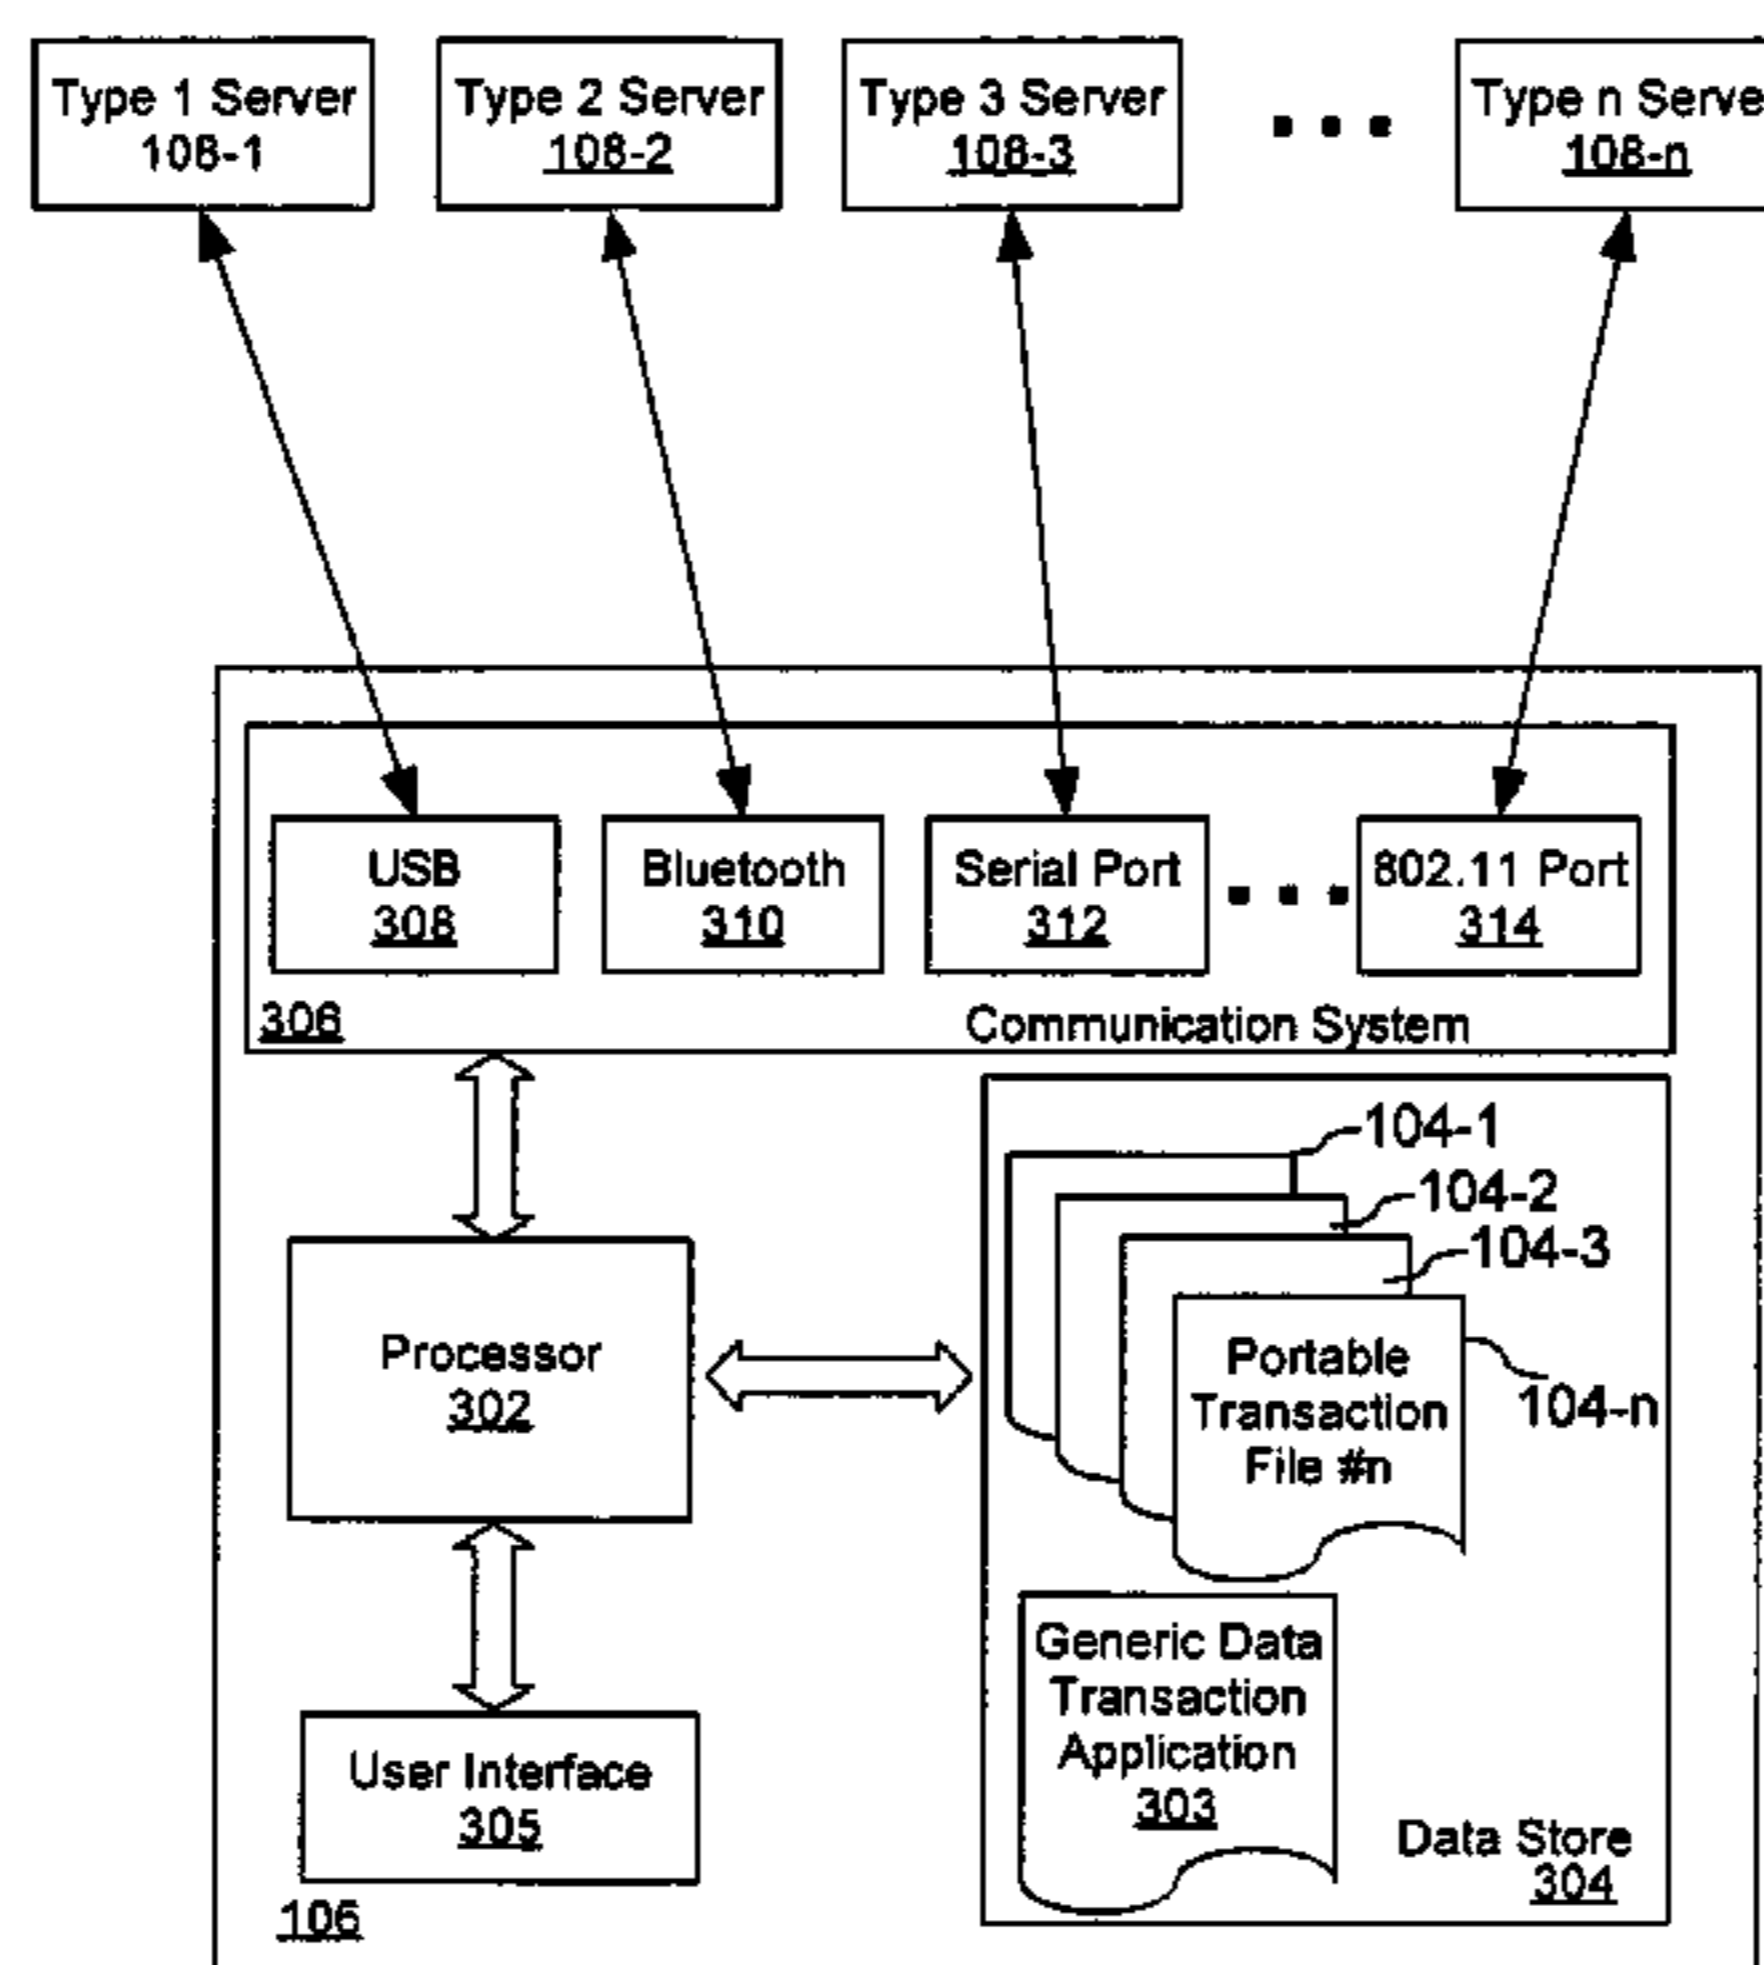 Type 1 Server
108-1
Type 2 Server
108-2
Type 3 Server
108-3
Type n Serve
108-n
USB
308
Bluetooth
310
Serial Port
312
802.11 Port
314
306
Communication System
104-1
104-2
104-3
104-n
Portable
Transaction
File #n
Processor
302
Generic Data
Transaction
Application
303
User Interface
305
Data Store
304
106